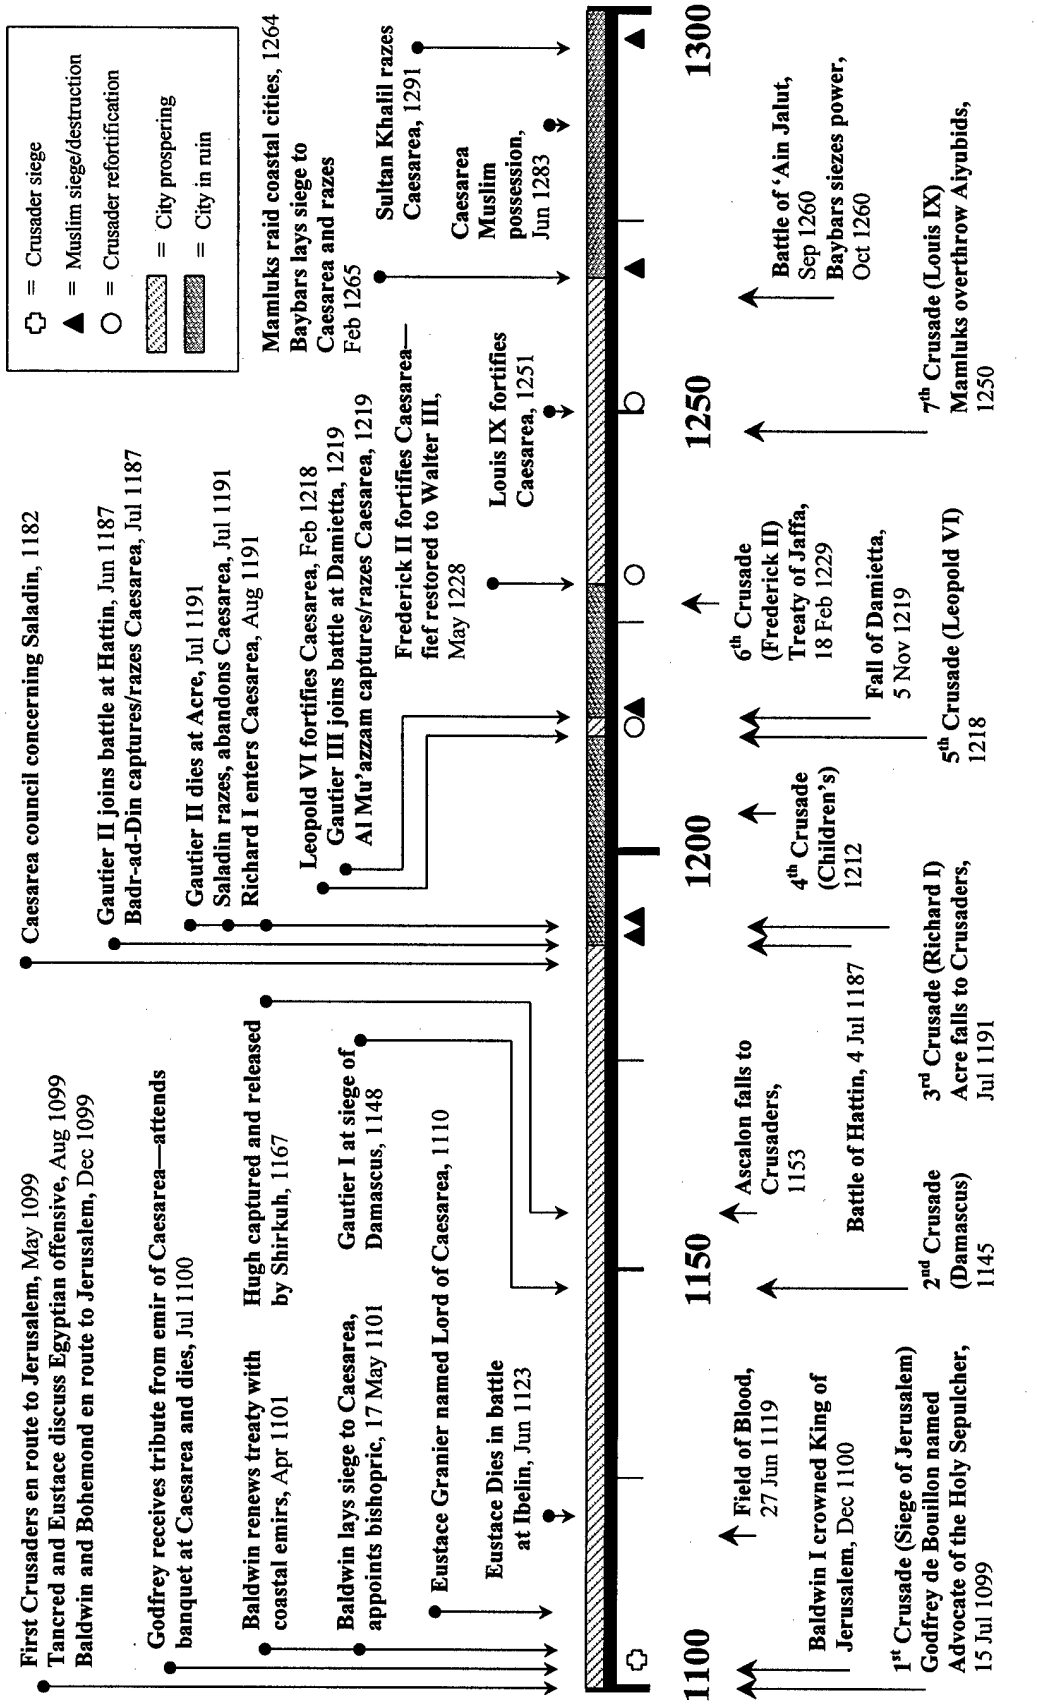 First Crusaders en route to Jerusalem, May 1099
Tancred and Eustace discuss Egyptian offensive, Aug 1099
Baldwin and Bohemond en route to Jerusalem, Dec 1099
Godfrey receives tribute from emir of Caesarea—attends
banquet at Caesarea and dies, Jul 1100
Baldwin renews treaty with
coastal emirs, Apr 1101
Baldwin lays siege to Caesarea,
appoints bishopric, 17 May 1101
Eustace Granier named Lord of Caesarea, 1110
Eustace Dies in battle
at Ibelin, Jun 1123
Hugh captured and released
by Shirkuh, 1167
Gautier I at siege of
Damascus, 1148
Caesarea council concerning Saladin, 1182
Gautier II joins battle at Hattin, Jun 1187
Badr-ad-Din captures/razes Caesarea, Jul 1187
Gautier II dies at Acre, Jul 1191
Saladin razes, abandons Caesarea, Jul 1191
Richard I enters Caesarea, Aug 1191
Leopold VI fortifies Caesarea, Feb 1218
Gautier III joins battle at Damietta, 1219
Al Mu'azzam captures/razes Caesarea, 1219
Frederick II fortifies Caesarea—
fief restored to Walter III,
May 1228
Louis IX fortifies
Caesarea, 1251
Mamluks raid coastal cities, 1264
Baybars lays siege to
Caesarea and razes
Feb 1265
Sultan Khalil razes
Caesarea, 1291
Caesarea
Muslim
possession,
Jun 1283
= Crusader siege
= Muslim siege/destruction
= Crusader refortification
= City prospering
= City in ruin
1100
1150
1200
1250
1300
Field of Blood,
27 Jun 1119
Baldwin I crowned King of
Jerusalem, Dec 1100
1st Crusade (Siege of Jerusalem)
Godfrey de Bouillon named
Advocate of the Holy Sepulcher,
15 Jul 1099
Ascalon falls to
Crusaders,
1153
2nd Crusade
(Damascus)
1145
Battle of Hattin, 4 Jul 1187
3rd Crusade (Richard I)
Acre falls to Crusaders,
Jul 1191
4th Crusade
(Children's)
1212
6th Crusade
(Frederick II)
Treaty of Jaffa,
18 Feb 1229
Fall of Damietta,
5 Nov 1219
5th Crusade (Leopold VI)
1218
Battle of 'Ain Jalut,
Sep 1260
Baybars siezes power,
Oct 1260
7th Crusade (Louis IX)
Mamluks overthrow Aiyubids,
1250